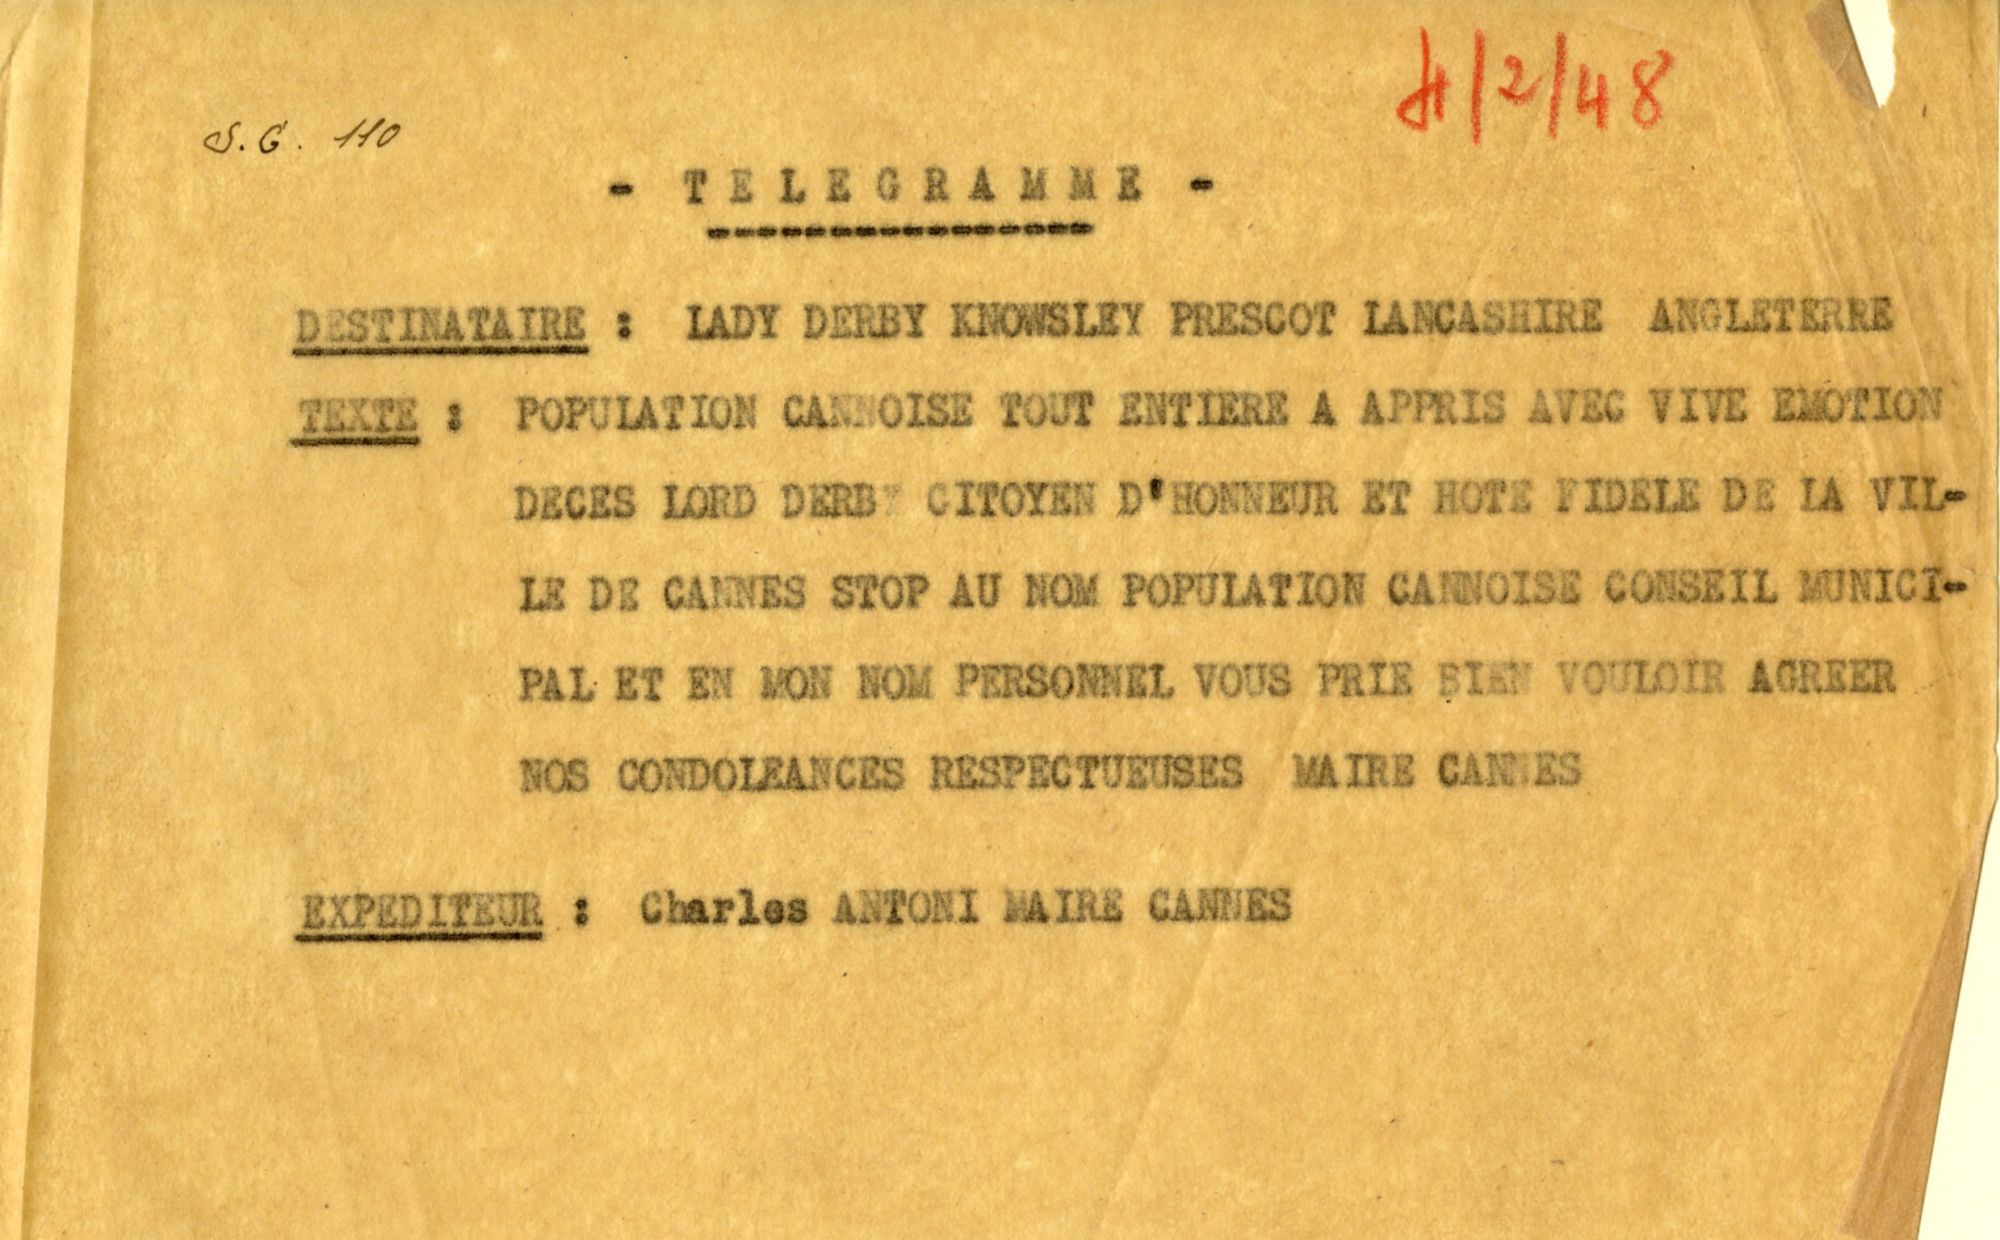 S.G. 110
4/2/48
- T E L E G R A M M E -
DESTINATAIRE : LADY DERBY KNOWSLEY PRESCOT LANCASHIRE ANGLETERRE
TEXTE : POPULATION CANNOISE TOUT ENTIERE A APPRIS AVEC VIVE EMOTION
DECES LORD DERBY CITOYEN D'HONNEUR ET HOTE FIDELE DE LA VIL-
LE DE CANNES STOP AU NOM POPULATION CANNOISE CONSEIL MUNICI-
PAL ET EN MON NOM PERSONNEL VOUS PRIE BIEN VOULOIR AGREER
NOS CONDOLEANCES RESPECTUEUSES MAIRE CANNES
EXPEDITEUR : Charles ANTONI MAIRE CANNES